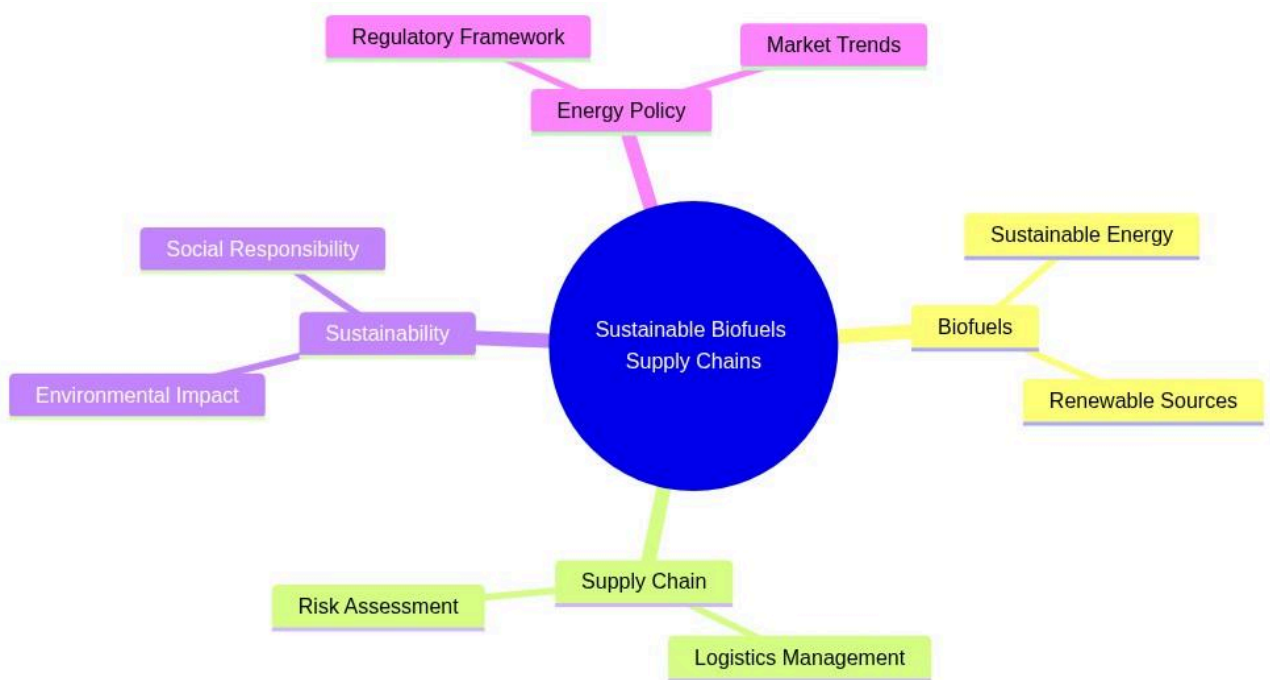 Regulatory Framework
Market Trends
Energy Policy
Social Responsibility
Sustainable Energy
Sustainability
Biofuels
Sustainable Biofuels
Supply Chains
Environmental Impact
Renewable Sources
Supply Chain
Risk Assessment
Logistics Management